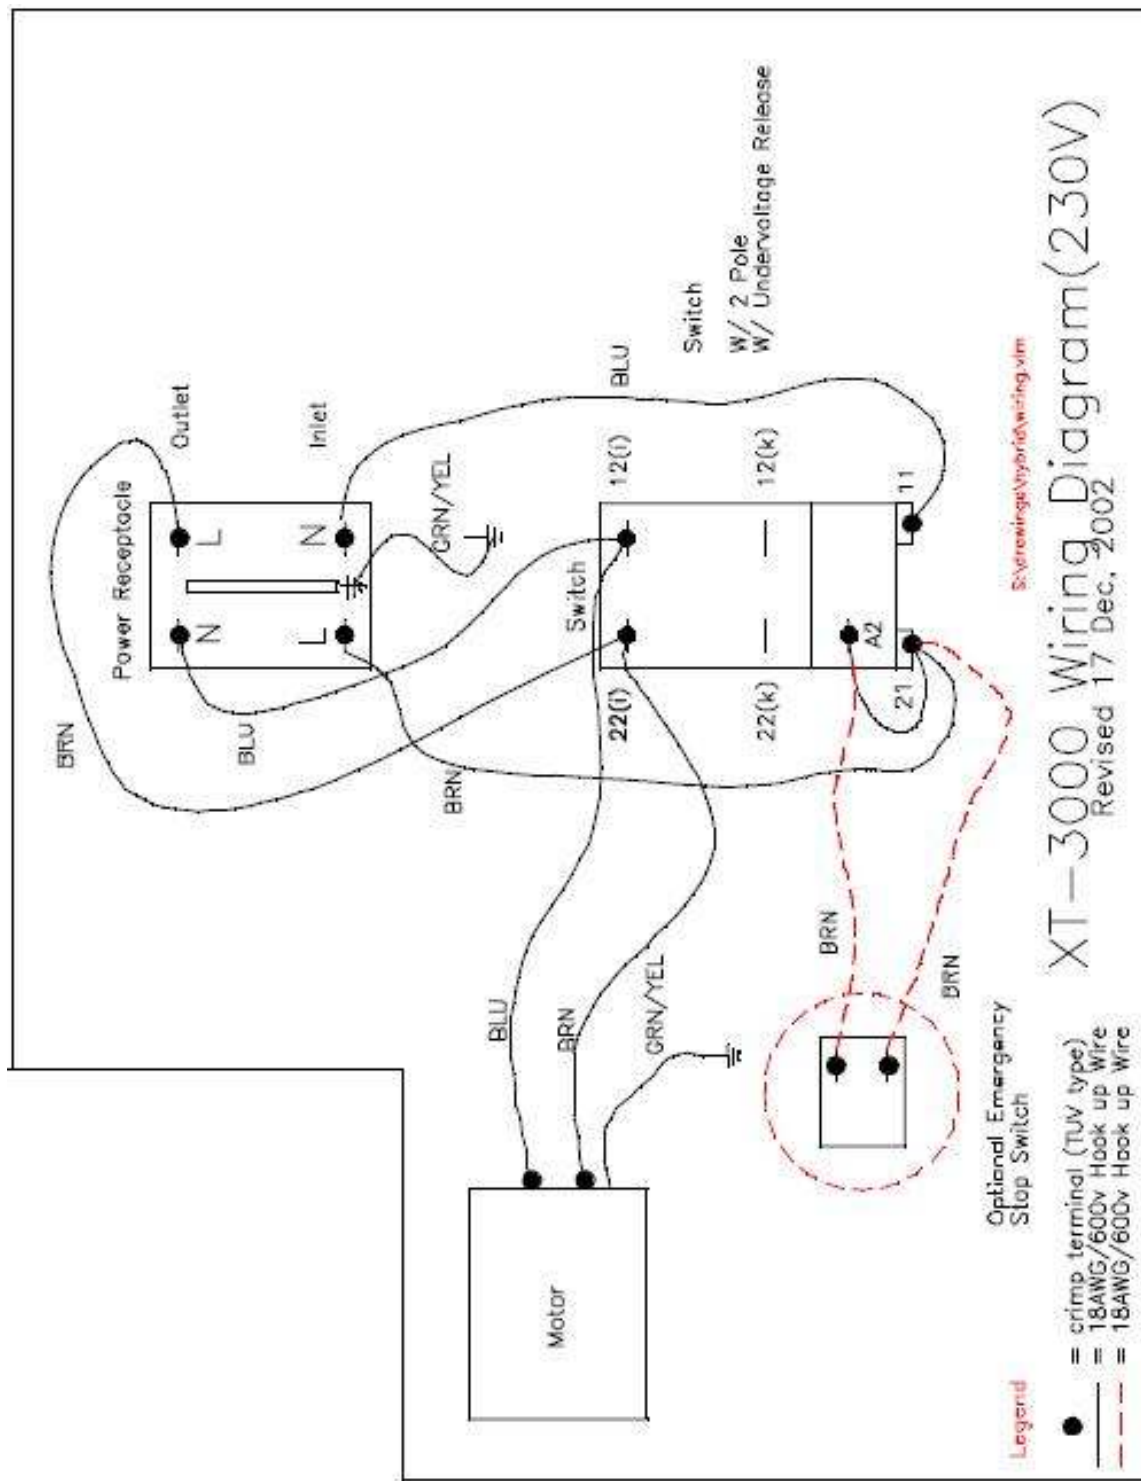 Power Receptacle
Outlet
L
N
Inlet
N
L
BRN
BLU
BRN
GRN/YEL
BLU
Switch
W/ 2 Pole
W/ Undervoltage Release
Switch
12(i)
22(i)
12(k)
22(k)
A2
11
21
BLU
BRN
GRN/YEL
Motor
BRN
BRN
Optional Emergency
Stop Switch
S:\drawings\hybrid\wiring.vlm
XT-3000 Wiring Diagram(230V)
Revised 17 Dec, 2002
Legend
= crimp terminal (TUV type)
= 18AWG/600v Hook up Wire
= 18AWG/600v Hook up Wire